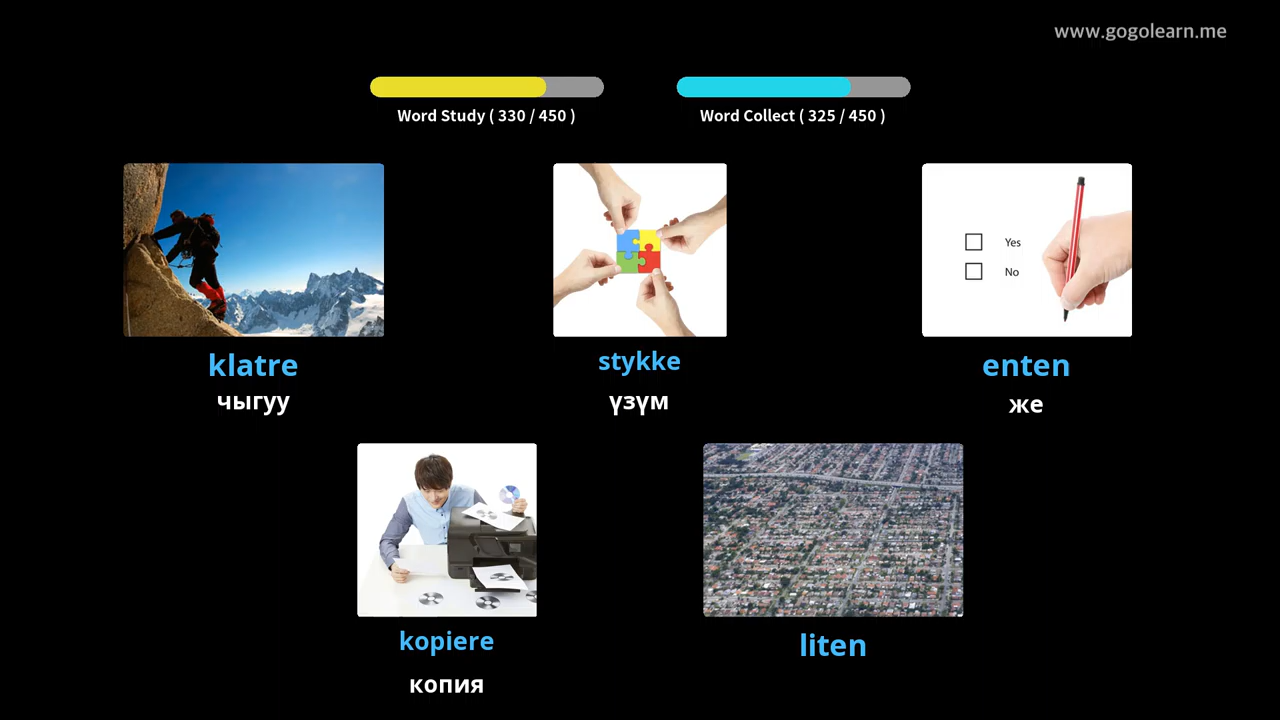 www.gogolearn.me
Word Study ( 330 / 450 )
Word Collect ( 325 / 450 )
Yes
No
klatre
чыгуу
stykke
үзүм
enten
же
kopiere
копия
liten